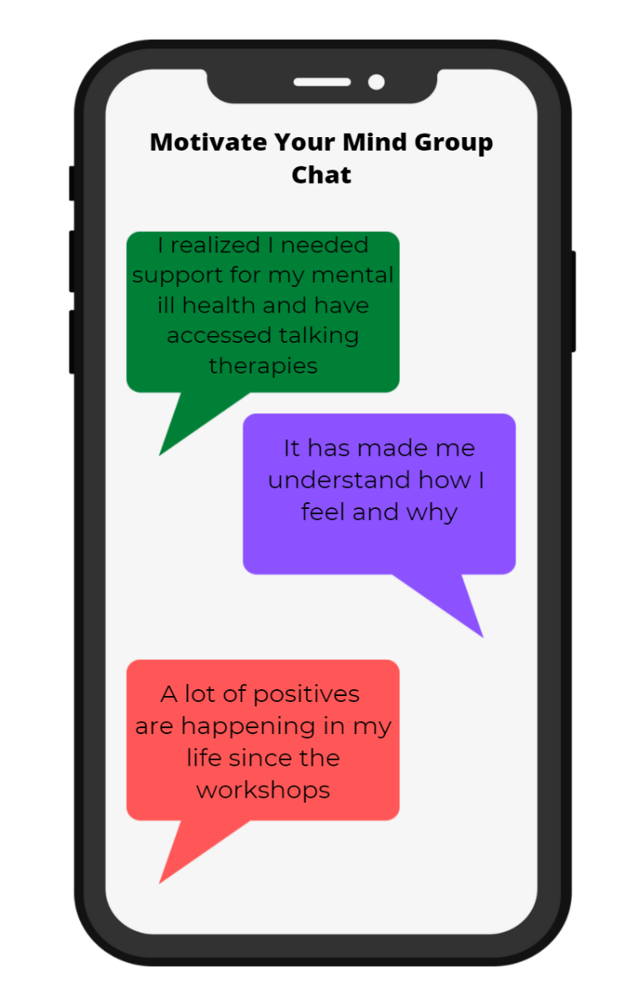 Motivate Your Mind Group
Chat
I realized I needed
support for my mental
ill health and have
accessed talking
therapies
It has made me
understand how I
feel and why
A lot of positives
are happening in my
life since the
workshops